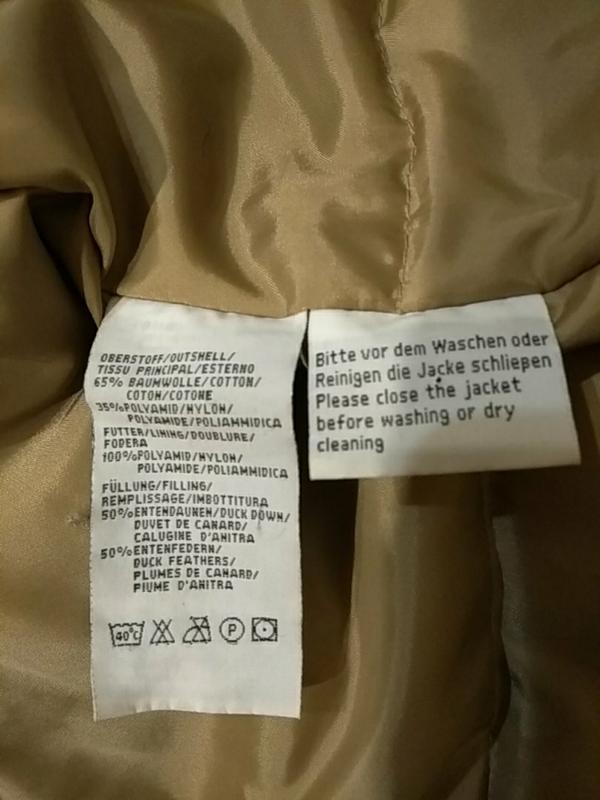 OBERSTOFF/OUTSHELL/
TISSU PRINCIPAL/ESTERNO
65% BAUMWOLLE/COTTON/
COTON/COTONE
35%POLYAMID/NYLON/
POLYAMIDE/POLIAMMIDICA
FUTTER/LINING/DOUBLURE/
FODERA
100%POLYAMID/NYLON/
POLYAMIDE/POLIAMMIDICA
FÜLLUNG/FILLING/
REMPLISSAGE/IMBOTTITURA
50%ENTENDAUNEN/DUCK DOWN/
DUVET DE CANARD/
CALUGINE D'ANITRA
50%ENTENFEDERN/
DUCK FEATHERS/
PLUMES DE CANARD/
PIUME D'ANITRA
40°C P
Bitte vor dem Waschen oder
Reinigen die Jacke schliepen
Please close the jacket
before washing or dry
cleaning